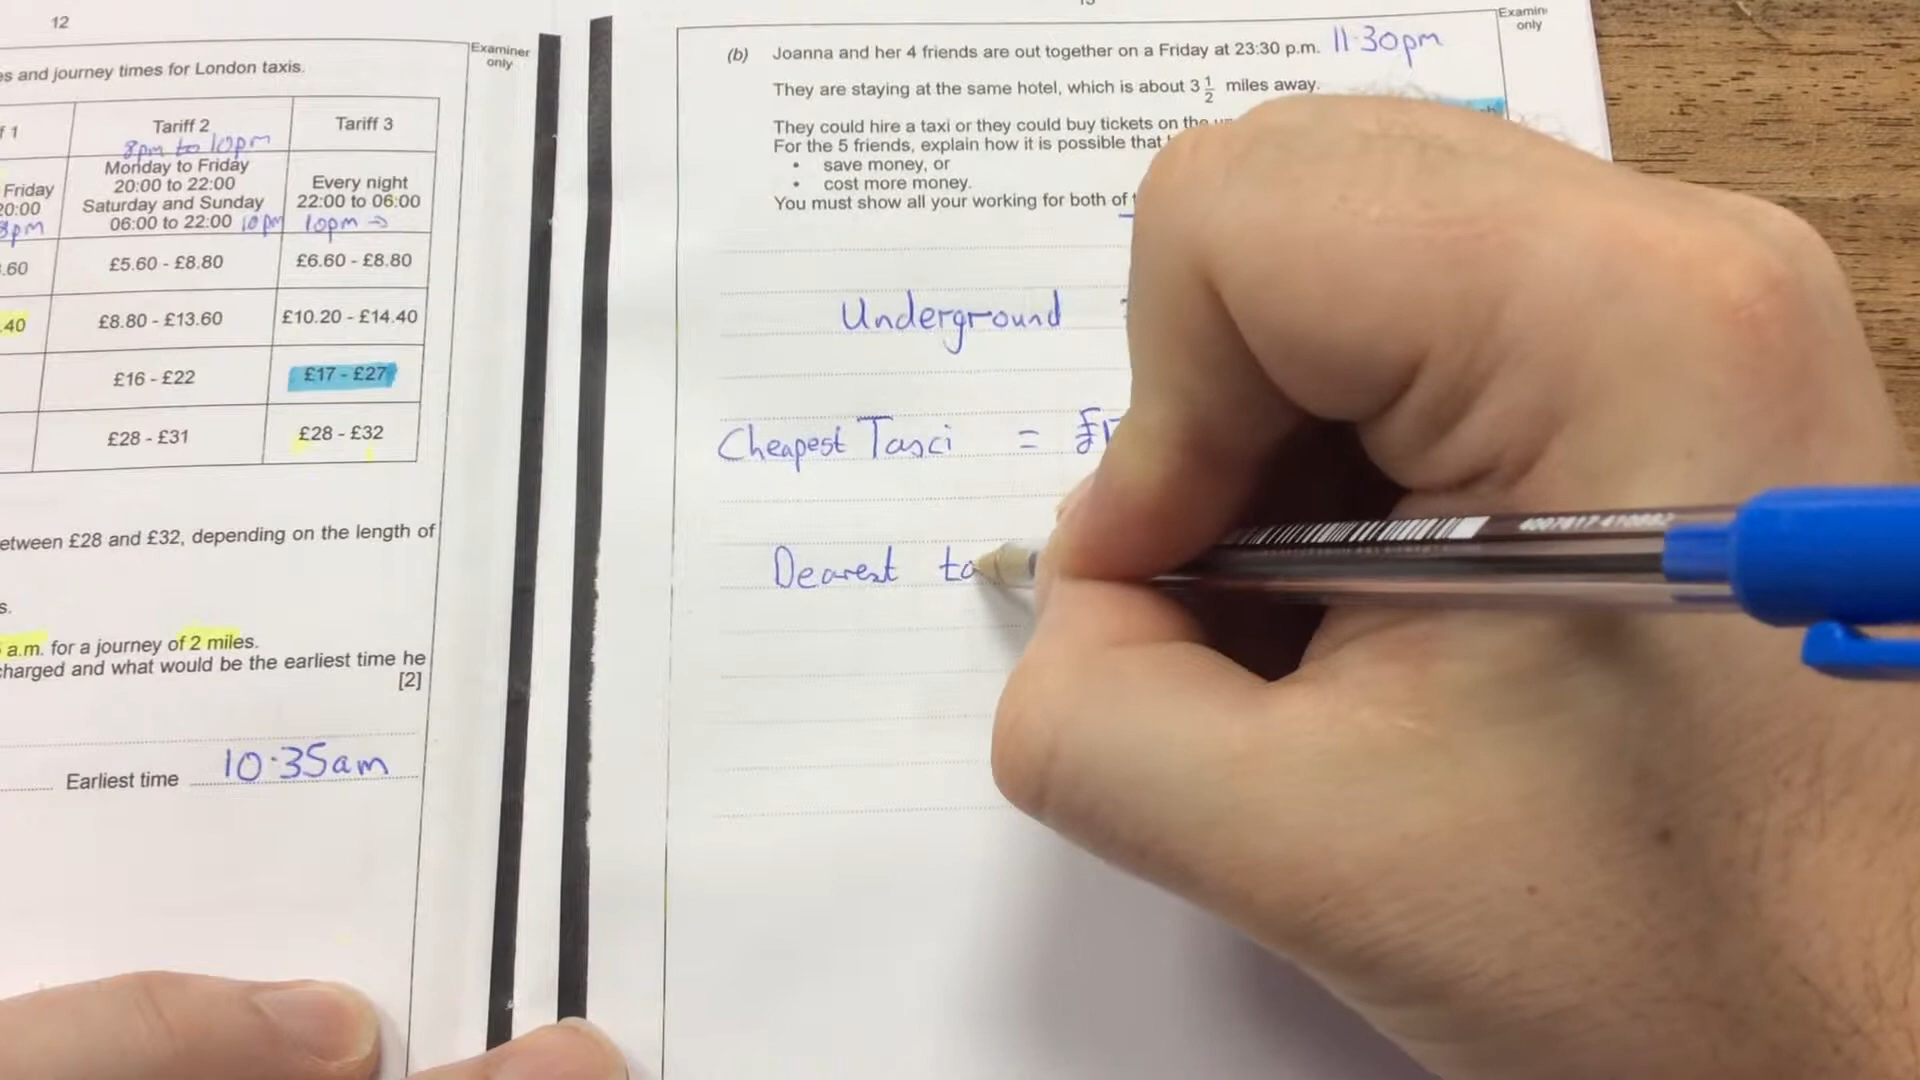 12
Examiner
only
es and journey times for London taxis.
f 1
Tariff 2
8pm to 10pm
Tariff 3
Friday
20:00
8pm
Monday to Friday
20:00 to 22:00
Saturday and Sunday
06:00 to 22:00 10pm
Every night
22:00 to 06:00
10pm →
.60
£5.60 - £8.80
£6.60 - £8.80
.40
£8.80 - £13.60
£10.20 - £14.40
£16 - £22
£17 - £27
£28 - £31
£28 - £32
etween £28 and £32, depending on the length of
s.
a.m. for a journey of 2 miles.
charged and what would be the earliest time he
[2]
Earliest time 10·35am
Examin
only
(b) Joanna and her 4 friends are out together on a Friday at 23:30 p.m. 11·30pm
They are staying at the same hotel, which is about 3 1/2 miles away.
They could hire a taxi or they could buy tickets on the
For the 5 friends, explain how it is possible that
• save money, or
• cost more money.
You must show all your working for both of
Underground
Cheapest Taxi = £17
Dearest ta
4007817 410882